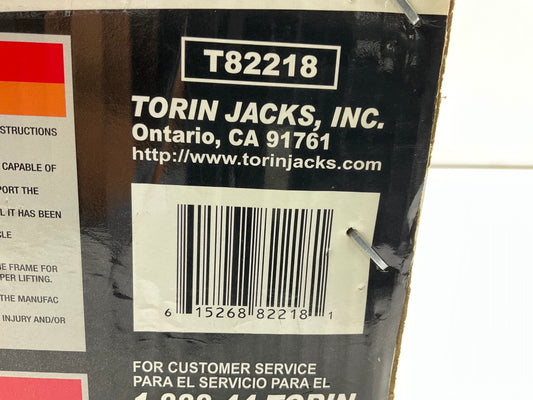 T82218
TORIN JACKS, INC.
Ontario, CA 91761
http://www.torinjacks.com
6 15268 82218 1
FOR CUSTOMER SERVICE
PARA EL SERVICIO PARA EL
TORIN
STRUCTIONS
CAPABLE OF
PORT THE
IT HAS BEEN
CLE
FRAME FOR
PER LIFTING.
THE MANUFAC
INJURY AND/OR